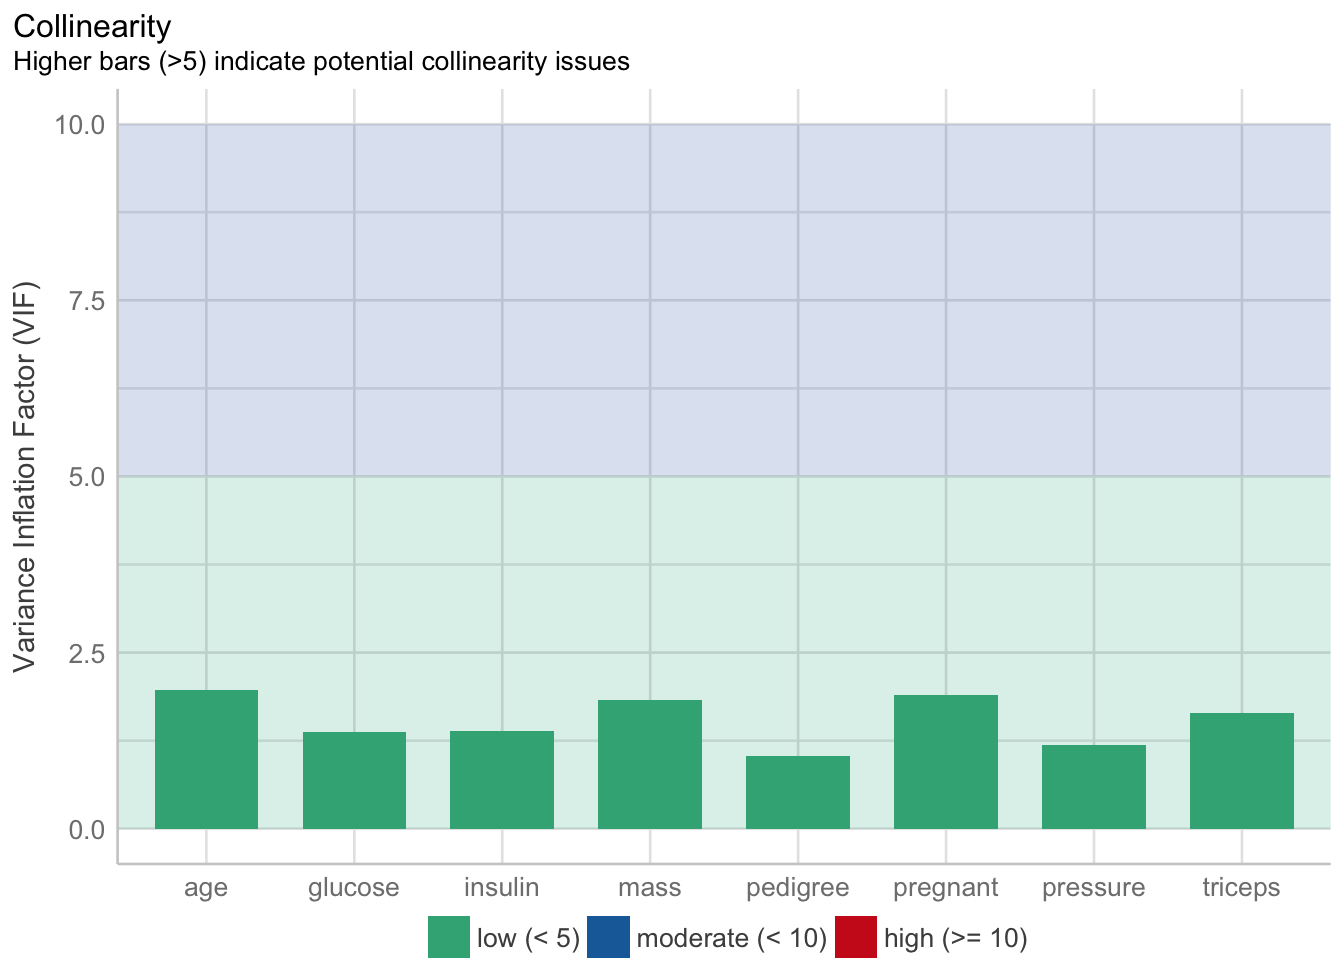 Collinearity
Higher bars (>5) indicate potential collinearity issues
Variance Inflation Factor (VIF)
10.0
7.5
5.0
2.5
0.0
age glucose insulin mass pedigree pregnant pressure triceps
low (< 5) moderate (< 10) high (>= 10)